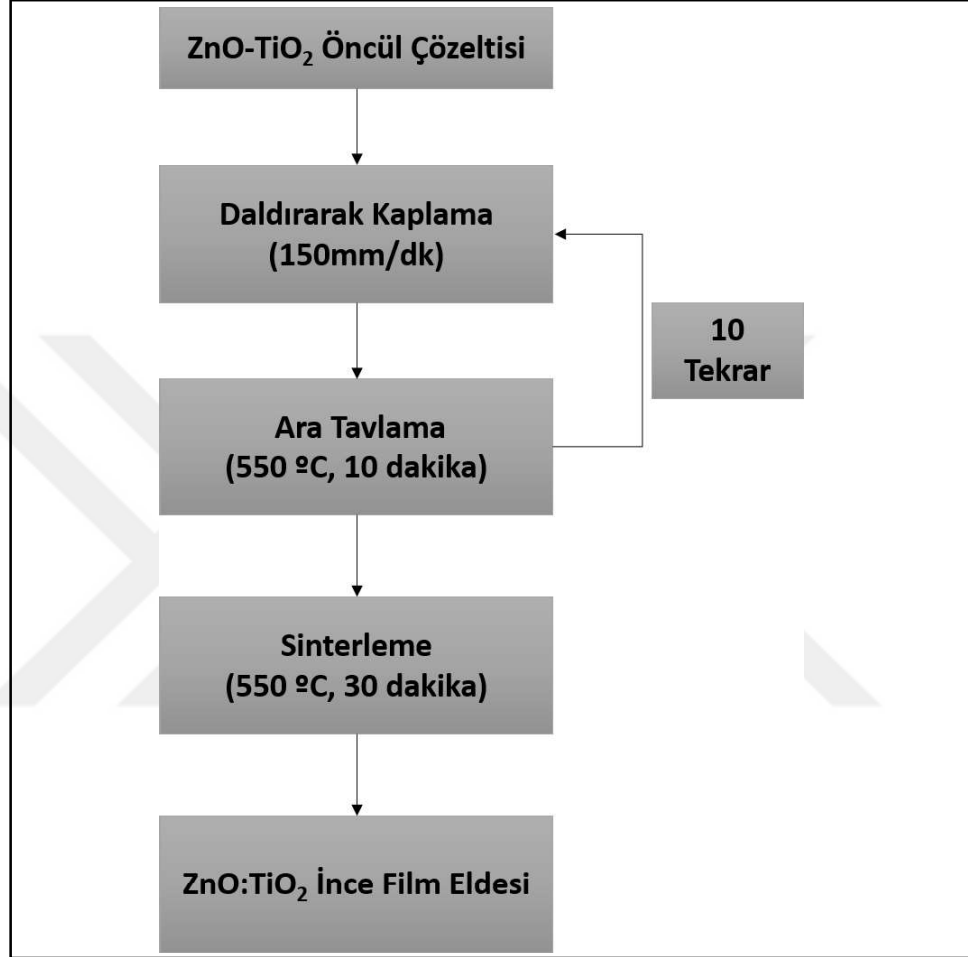 ZnO-TiO₂ Öncül Çözeltisi
Daldırarak Kaplama
(150mm/dk)
10
Tekrar
Ara Tavlama
(550 ºC, 10 dakika)
Sinterleme
(550 ºC, 30 dakika)
ZnO:TiO₂ İnce Film Eldesi